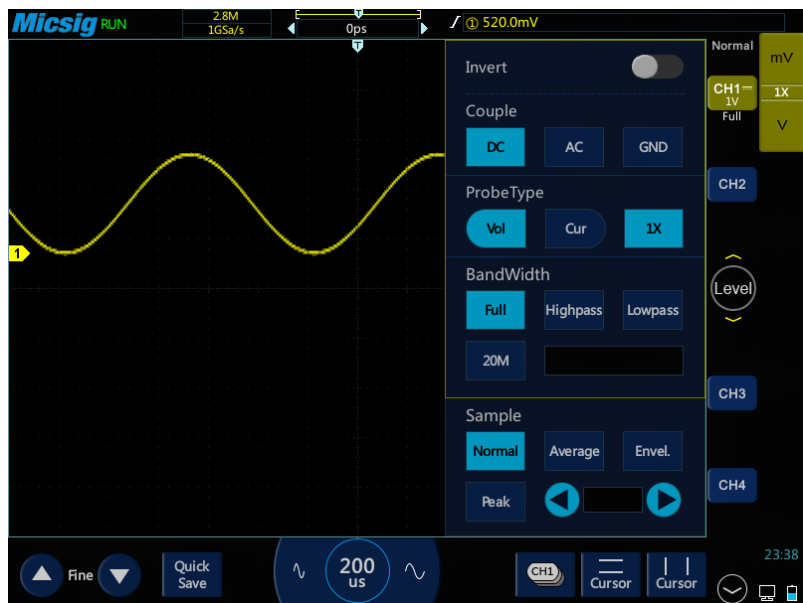 Micsig RUN
2.8M
1GSa/s
T
0ps
① 520.0mV
T
Invert
Normal
mV
CH1
1V
1X
Full
V
Couple
DC AC GND
CH2
ProbeType
Vol Cur 1X
1
BandWidth
Level
Full Highpass Lowpass
20M
CH3
Sample
Normal Average Envel.
CH4
Peak
23:38
Fine
Quick
Save
200
us
CH1
Cursor
Cursor